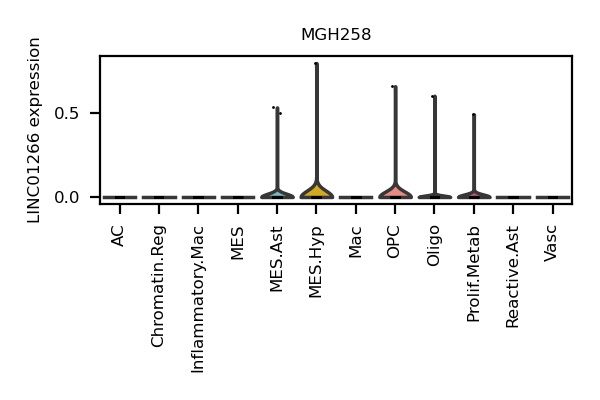 MGH258
LINC01266 expression
0.5
0.0
AC
Chromatin.Reg
Inflammatory.Mac
MES
MES.Ast
MES.Hyp
Mac
OPC
Oligo
Prolif.Metab
Reactive.Ast
Vasc